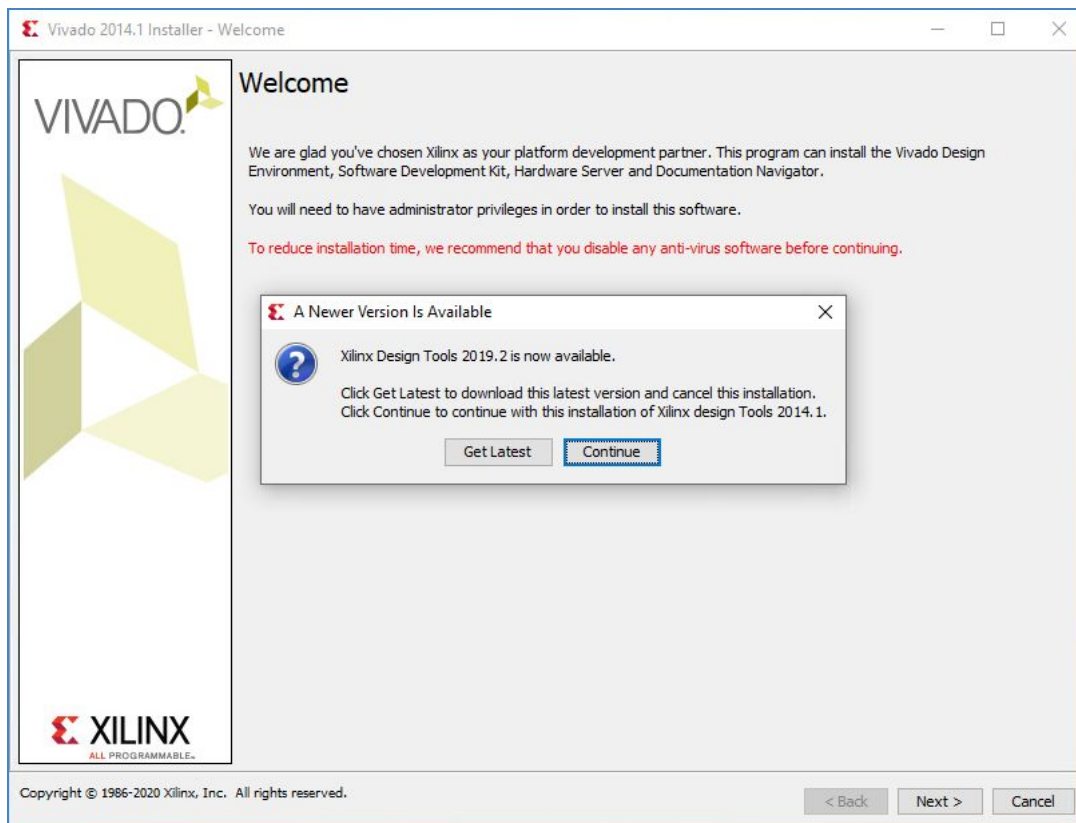 Vivado 2014.1 Installer - Welcome
VIVADO.
Welcome
We are glad you've chosen Xilinx as your platform development partner. This program can install the Vivado Design
Environment, Software Development Kit, Hardware Server and Documentation Navigator.
You will need to have administrator privileges in order to install this software.
To reduce installation time, we recommend that you disable any anti-virus software before continuing.
A Newer Version Is Available
Xilinx Design Tools 2019.2 is now available.
Click Get Latest to download this latest version and cancel this installation.
Click Continue to continue with this installation of Xilinx design Tools 2014.1.
Get Latest
Continue
XILINX
ALL PROGRAMMABLE™
Copyright © 1986-2020 Xilinx, Inc. All rights reserved.
< Back
Next >
Cancel